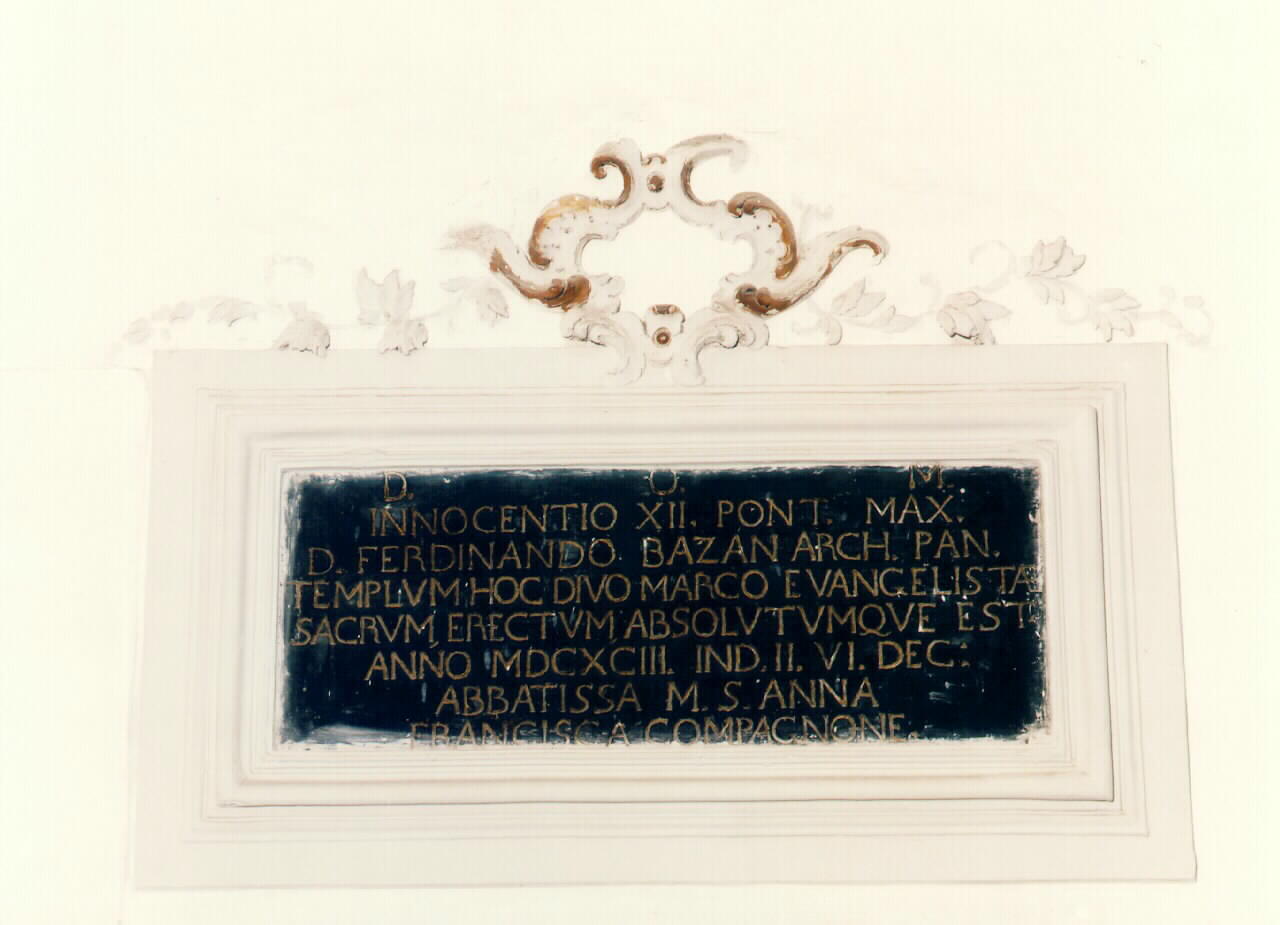 D. O. M.
INNOCENTIO XII. PONT. MAX.
D. FERDINANDO BAZAN ARCH. PAN.
TEMPLVM HOC DIVO MARCO EVANGELISTAE
SACRVM ERECTVM ABSOLVTVMQVE EST.
ANNO MDCXCIII. IND. II. VI. DEC:
ABBATISSA M. S. ANNA
FRANCISCA COMPAGNONE.